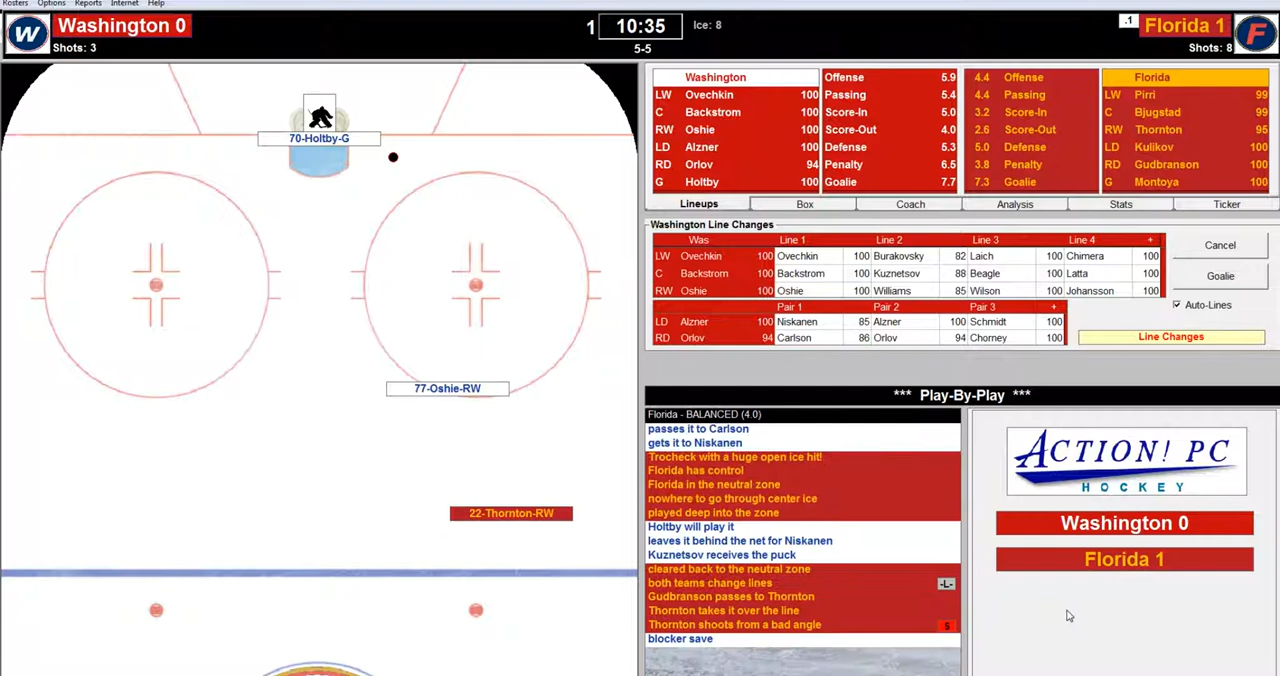 Rosters Options Reports Internet Help
W Washington 0 1 10:35 Ice: 8 .1 Florida 1 F
Shots: 3 5-5 Shots: 8
70-Holtby-G
77-Oshie-RW
22-Thornton-RW
Washington Offense 5.9 4.4 Offense Florida
LW Ovechkin 100 Passing 5.4 4.4 Passing LW Pirri 99
C Backstrom 100 Score-In 5.0 3.2 Score-In C Bjugstad 99
RW Oshie 100 Score-Out 4.0 2.6 Score-Out RW Thornton 95
LD Alzner 100 Defense 5.3 5.0 Defense LD Kulikov 100
RD Orlov 94 Penalty 6.5 3.8 Penalty RD Gudbranson 100
G Holtby 100 Goalie 7.7 7.3 Goalie G Montoya 100
Lineups Box Coach Analysis Stats Ticker
Washington Line Changes
Was Line 1 Line 2 Line 3 Line 4 +
LW Ovechkin 100 Ovechkin 100 Burakovsky 82 Laich 100 Chimera 100
C Backstrom 100 Backstrom 100 Kuznetsov 88 Beagle 100 Latta 100
RW Oshie 100 Oshie 100 Williams 85 Wilson 100 Johansson 100
Pair 1 Pair 2 Pair 3 +
LD Alzner 100 Niskanen 85 Alzner 100 Schmidt 100
RD Orlov 94 Carlson 86 Orlov 94 Chorney 100
Cancel
Goalie
Auto-Lines
Line Changes
*** Play-By-Play ***
Florida - BALANCED (4.0)
passes it to Carlson
gets it to Niskanen
Trocheck with a huge open ice hit!
Florida has control
Florida in the neutral zone
nowhere to go through center ice
played deep into the zone
Holtby will play it
leaves it behind the net for Niskanen
Kuznetsov receives the puck
cleared back to the neutral zone
both teams change lines -L-
Gudbranson passes to Thornton
Thornton takes it over the line
Thornton shoots from a bad angle S
blocker save
ACTION! PC
HOCKEY
Washington 0
Florida 1